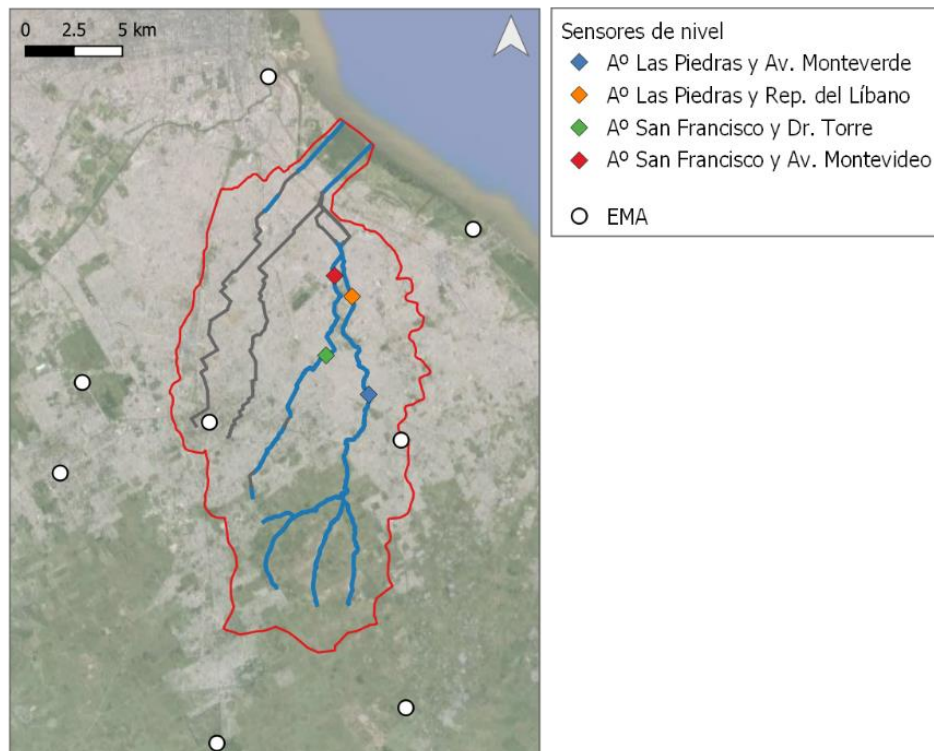 0 2.5 5 km
Sensores de nivel
Aº Las Piedras y Av. Monteverde
Aº Las Piedras y Rep. del Líbano
Aº San Francisco y Dr. Torre
Aº San Francisco y Av. Montevideo
EMA